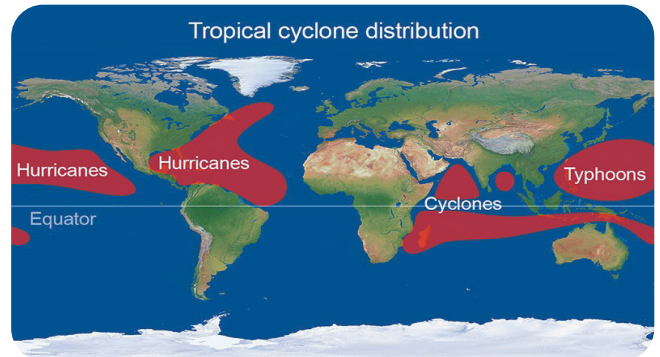 Tropical cyclone distribution
Hurricanes
Hurricanes
Typhoons
Cyclones
Equator